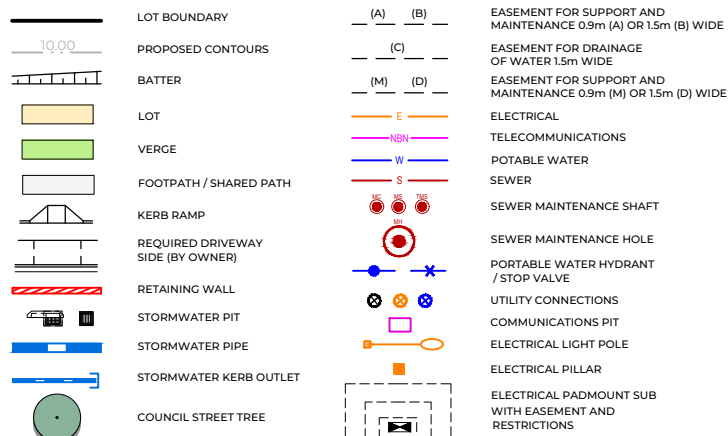 LOT BOUNDARY
10.00
PROPOSED CONTOURS
BATTER
LOT
VERGE
FOOTPATH / SHARED PATH
KERB RAMP
REQUIRED DRIVEWAY
SIDE (BY OWNER)
RETAINING WALL
STORMWATER PIT
STORMWATER PIPE
STORMWATER KERB OUTLET
COUNCIL STREET TREE
(A) (B)
EASEMENT FOR SUPPORT AND
MAINTENANCE 0.9m (A) OR 1.5m (B) WIDE
(C)
EASEMENT FOR DRAINAGE
OF WATER 1.5m WIDE
(M) (D)
EASEMENT FOR SUPPORT AND
MAINTENANCE 0.9m (M) OR 1.5m (D) WIDE
E
ELECTRICAL
NBN
TELECOMMUNICATIONS
W
POTABLE WATER
S
SEWER
MC MS TMS
SEWER MAINTENANCE SHAFT
MH
SEWER MAINTENANCE HOLE
PORTABLE WATER HYDRANT
/ STOP VALVE
UTILITY CONNECTIONS
COMMUNICATIONS PIT
ELECTRICAL LIGHT POLE
ELECTRICAL PILLAR
ELECTRICAL PADMOUNT SUB
WITH EASEMENT AND
RESTRICTIONS